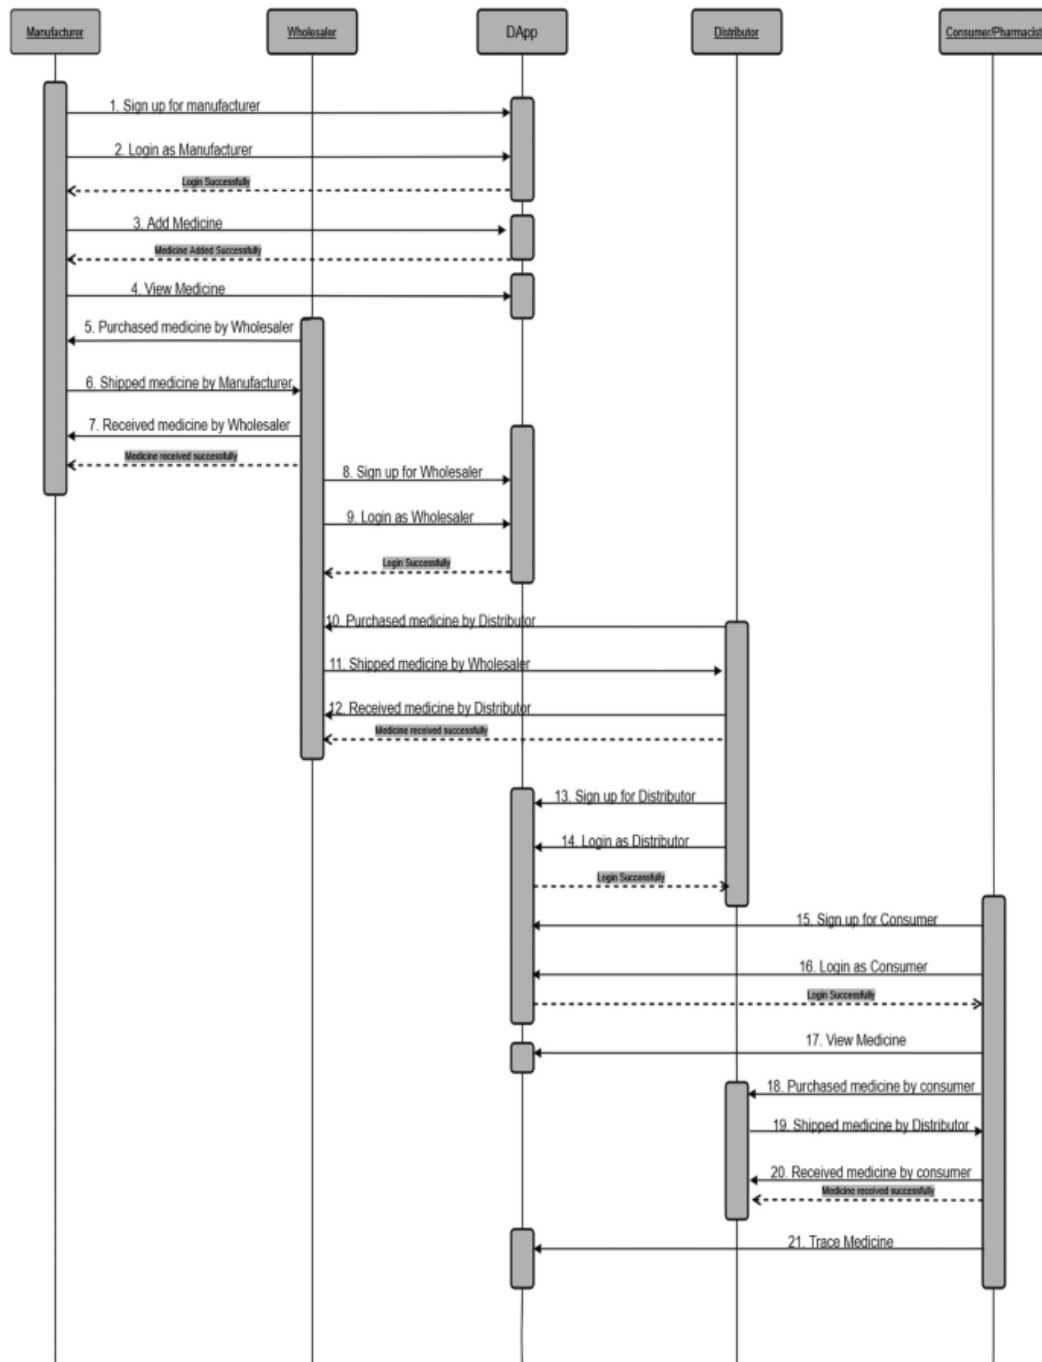 Manufacturer
Wholesaler
DApp
Distributor
Consumer/Pharmacist
1. Sign up for manufacturer
2. Login as Manufacturer
Login Successfully
3. Add Medicine
Medicine Added Successfully
4. View Medicine
5. Purchased medicine by Wholesaler
6. Shipped medicine by Manufacturer
7. Received medicine by Wholesaler
Medicine received successfully
8. Sign up for Wholesaler
9. Login as Wholesaler
Login Successfully
10. Purchased medicine by Distributor
11. Shipped medicine by Wholesaler
12. Received medicine by Distributor
Medicine received successfully
13. Sign up for Distributor
14. Login as Distributor
Login Successfully
15. Sign up for Consumer
16. Login as Consumer
Login Successfully
17. View Medicine
18. Purchased medicine by consumer
19. Shipped medicine by Distributor
20. Received medicine by consumer
Medicine received successfully
21. Trace Medicine